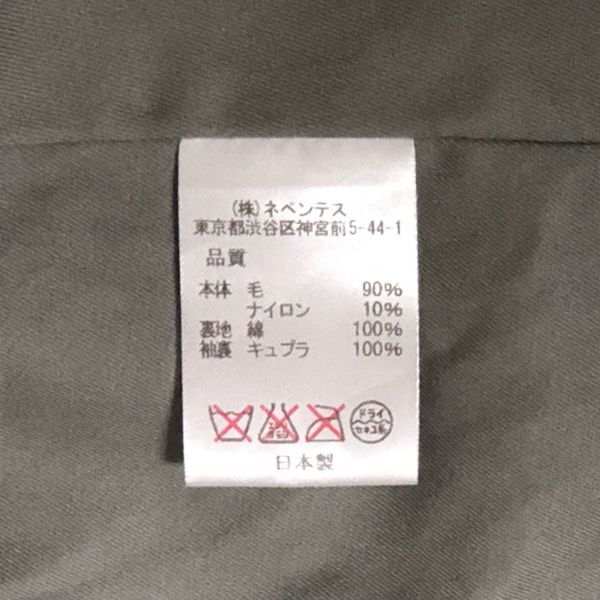 (株)ネペンテス
東京都渋谷区神宮前5-44-1
品質
本体 毛 90%
ナイロン 10%
裏地 綿 100%
袖裏 キュプラ 100%
ドライ
セキユ系
日本製